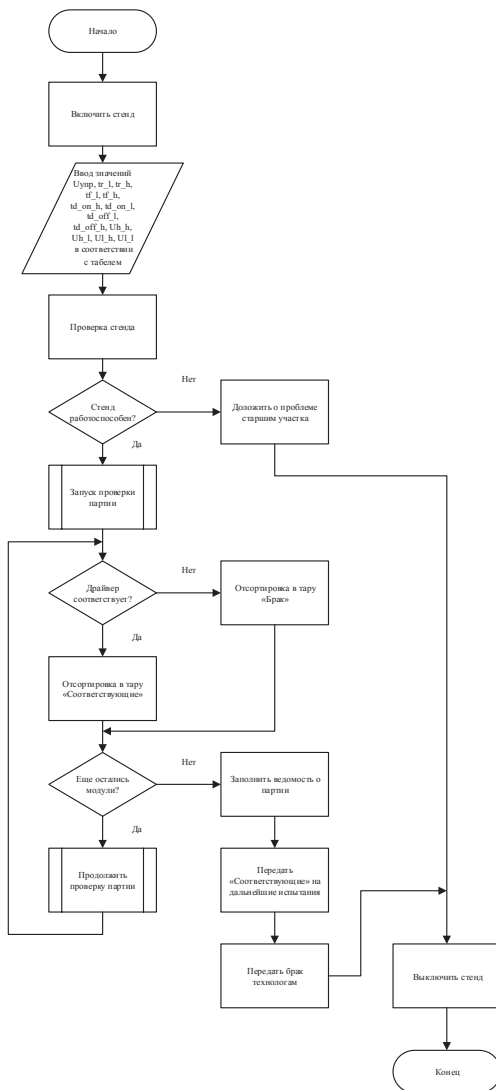 Начало
Включить стенд
Ввод значений
Uупр, tr_l, tr_h,
tf_l, tf_h,
td_on_h, td_on_l,
td_off_l,
td_off_h, Uh_h,
Uh_l, Ul_h, Ul_l
в соответствии
с табелем
Проверка стенда
Стенд
работоспособен?
Нет
Доложить о проблеме
старшим участка
Да
Запуск проверки
партии
Драйвер
соответствует?
Нет
Отсортировка в тару
«Брак»
Да
Отсортировка в тару
«Соответствующие»
Еще остались
модули?
Нет
Заполнить ведомость о
партии
Да
Продолжить
проверку партии
Передать
«Соответствующие» на
дальнейшие испытания
Передать брак
технологам
Выключить стенд
Конец